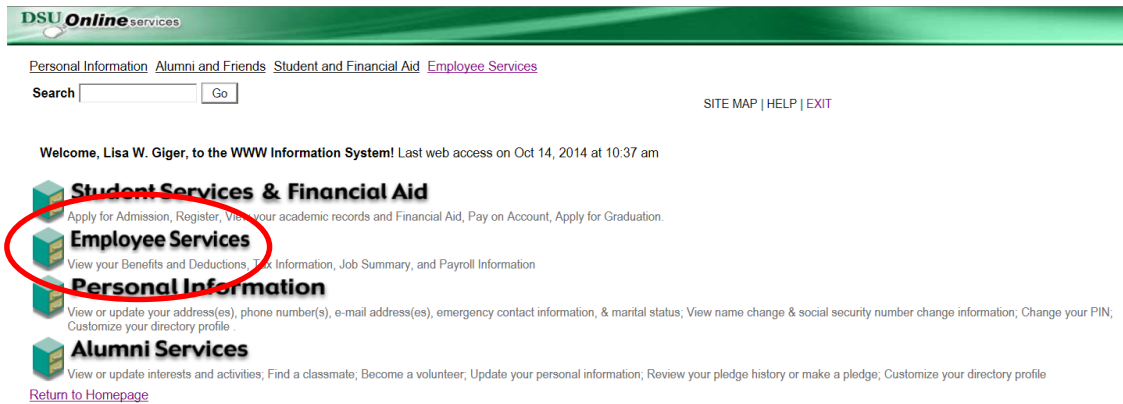 DSU Online services
Personal Information Alumni and Friends Student and Financial Aid Employee Services
Search Go
SITE MAP | HELP | EXIT
Welcome, Lisa W. Giger, to the WWW Information System! Last web access on Oct 14, 2014 at 10:37 am
Student Services & Financial Aid
Apply for Admission, Register, View your academic records and Financial Aid, Pay on Account, Apply for Graduation.
Employee Services
View your Benefits and Deductions, Tax Information, Job Summary, and Payroll Information
Personal Information
View or update your address(es), phone number(s), e-mail address(es), emergency contact information, & marital status; View name change & social security number change information; Change your PIN;
Customize your directory profile .
Alumni Services
View or update interests and activities; Find a classmate; Become a volunteer; Update your personal information; Review your pledge history or make a pledge; Customize your directory profile
Return to Homepage